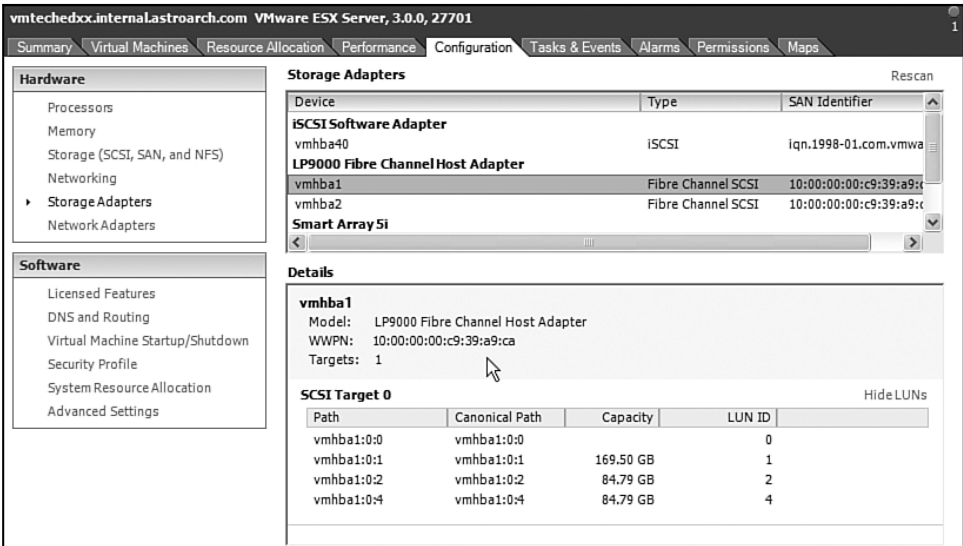 vmtechedxx.internal.astroarch.com VMware ESX Server, 3.0.0, 27701
1
Summary Virtual Machines Resource Allocation Performance Configuration Tasks & Events Alarms Permissions Maps
Hardware
Processors
Memory
Storage (SCSI, SAN, and NFS)
Networking
Storage Adapters
Network Adapters
Software
Licensed Features
DNS and Routing
Virtual Machine Startup/Shutdown
Security Profile
System Resource Allocation
Advanced Settings
Storage Adapters Rescan
Device Type SAN Identifier
iSCSI Software Adapter
vmhba40 iSCSI iqn.1998-01.com.vmwa
LP9000 Fibre Channel Host Adapter
vmhba1 Fibre Channel SCSI 10:00:00:00:c9:39:a9:c
vmhba2 Fibre Channel SCSI 10:00:00:00:c9:39:a9:c
Smart Array 5i
Details
vmhba1
Model: LP9000 Fibre Channel Host Adapter
WWPN: 10:00:00:00:c9:39:a9:ca
Targets: 1
SCSI Target 0 Hide LUNs
Path Canonical Path Capacity LUN ID
vmhba1:0:0 vmhba1:0:0 0
vmhba1:0:1 vmhba1:0:1 169.50 GB 1
vmhba1:0:2 vmhba1:0:2 84.79 GB 2
vmhba1:0:4 vmhba1:0:4 84.79 GB 4